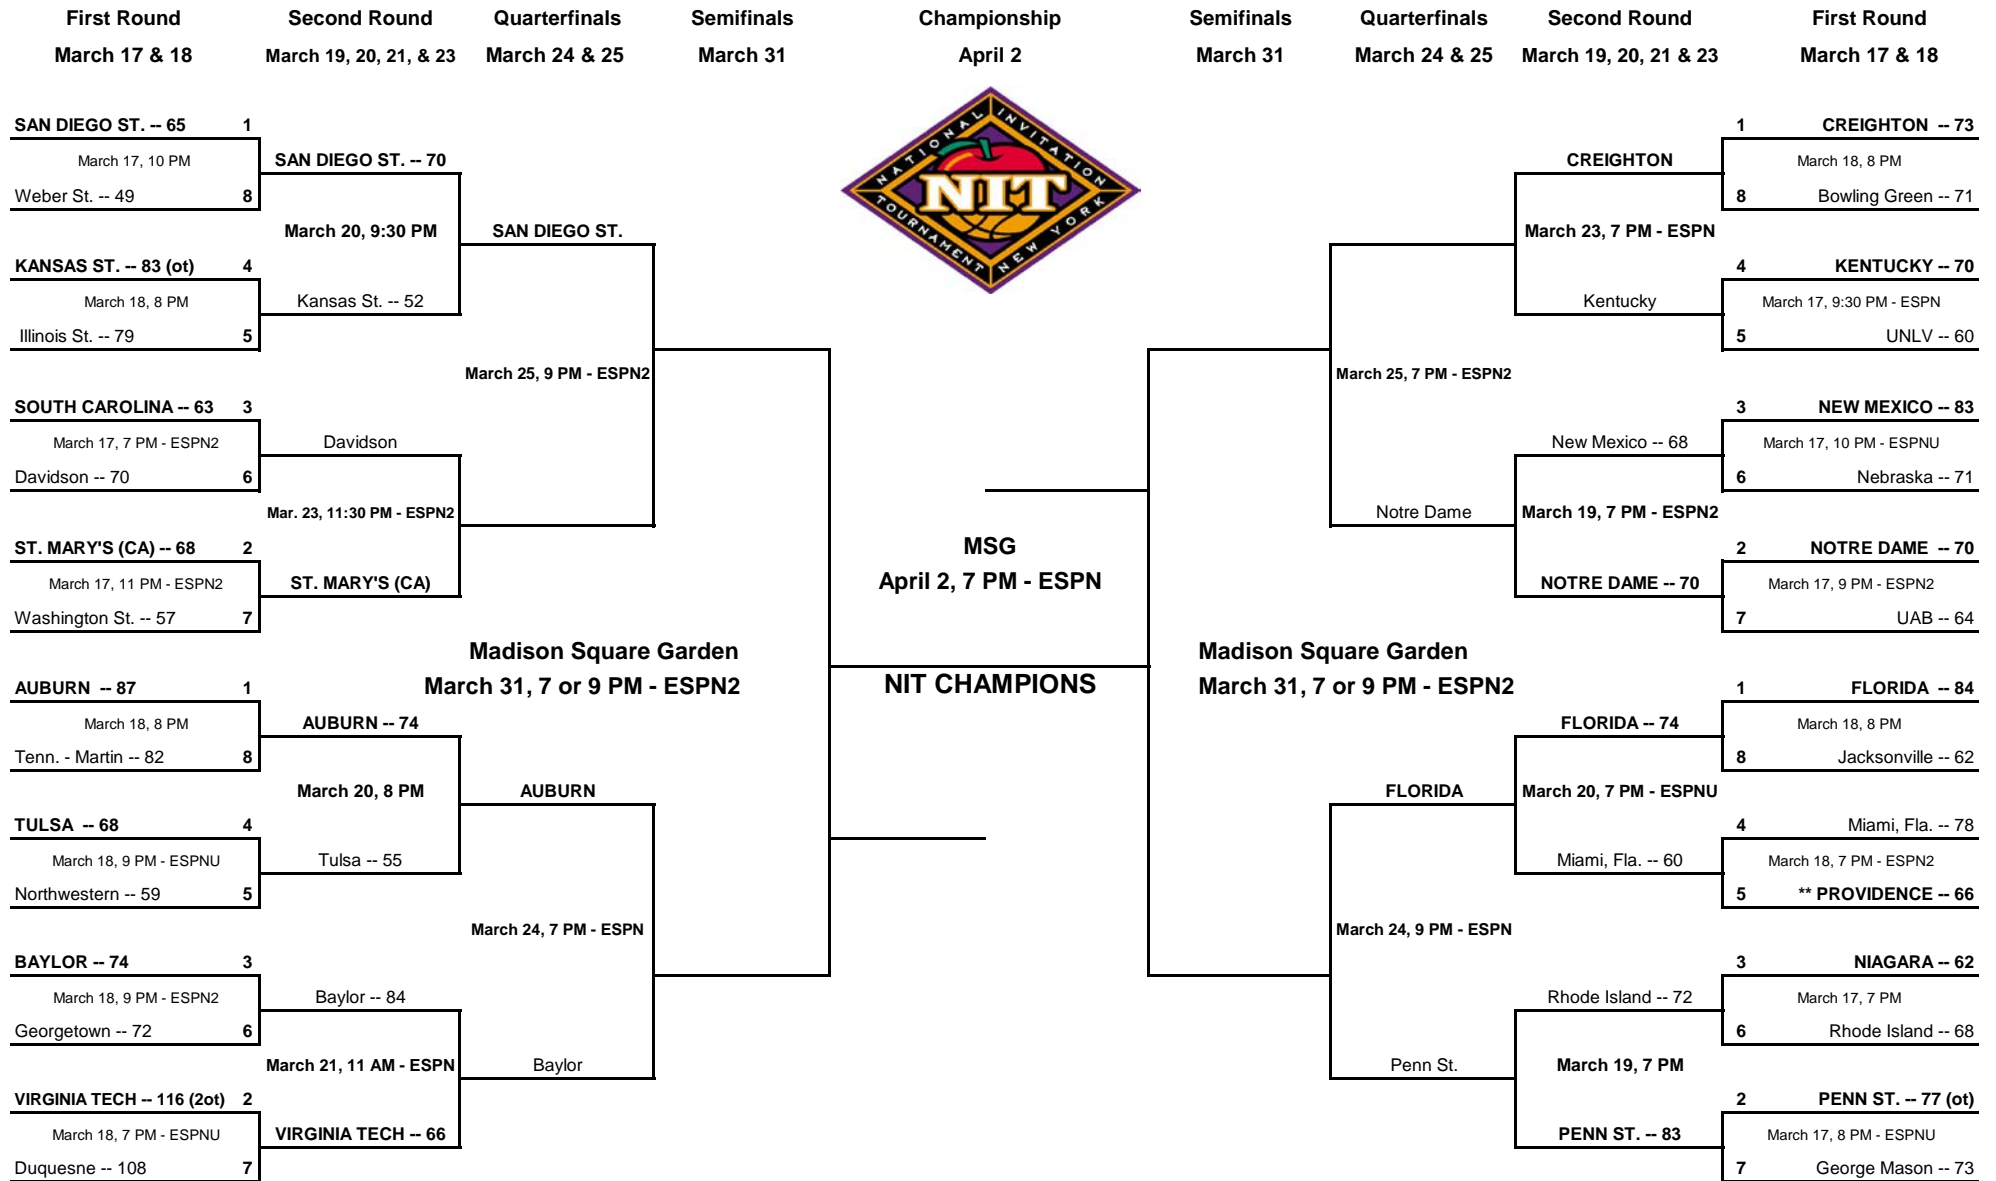 First Round Second Round Quarterfinals Semifinals Championship Semifinals Quarterfinals Second Round First Round
March 17 & 18 March 19, 20, 21, & 23 March 24 & 25 March 31 April 2 March 31 March 24 & 25 March 19, 20, 21 & 23 March 17 & 18
NATIONAL INVITATION
NIT
TOURNAMENT NEW YORK
SAN DIEGO ST. -- 65 1
March 17, 10 PM
Weber St. -- 49 8
KANSAS ST. -- 83 (ot) 4
March 18, 8 PM
Illinois St. -- 79 5
SOUTH CAROLINA -- 63 3
March 17, 7 PM - ESPN2
Davidson -- 70 6
ST. MARY'S (CA) -- 68 2
March 17, 11 PM - ESPN2
Washington St. -- 57 7
AUBURN -- 87 1
March 18, 8 PM
Tenn. - Martin -- 82 8
TULSA -- 68 4
March 18, 9 PM - ESPNU
Northwestern -- 59 5
BAYLOR -- 74 3
March 18, 9 PM - ESPN2
Georgetown -- 72 6
VIRGINIA TECH -- 116 (2ot) 2
March 18, 7 PM - ESPNU
Duquesne -- 108 7
SAN DIEGO ST. -- 70
March 20, 9:30 PM
Kansas St. -- 52
Davidson
Mar. 23, 11:30 PM - ESPN2
ST. MARY'S (CA)
AUBURN -- 74
March 20, 8 PM
Tulsa -- 55
Baylor -- 84
March 21, 11 AM - ESPN
VIRGINIA TECH -- 66
SAN DIEGO ST.
March 25, 9 PM - ESPN2
AUBURN
March 24, 7 PM - ESPN
Baylor
Madison Square Garden
March 31, 7 or 9 PM - ESPN2
MSG
April 2, 7 PM - ESPN
NIT CHAMPIONS
Madison Square Garden
March 31, 7 or 9 PM - ESPN2
March 25, 7 PM - ESPN2
Notre Dame
FLORIDA
March 24, 9 PM - ESPN
Penn St.
CREIGHTON
March 23, 7 PM - ESPN
Kentucky
New Mexico -- 68
March 19, 7 PM - ESPN2
NOTRE DAME -- 70
FLORIDA -- 74
March 20, 7 PM - ESPNU
Miami, Fla. -- 60
Rhode Island -- 72
March 19, 7 PM
PENN ST. -- 83
1 CREIGHTON -- 73
March 18, 8 PM
8 Bowling Green -- 71
4 KENTUCKY -- 70
March 17, 9:30 PM - ESPN
5 UNLV -- 60
3 NEW MEXICO -- 83
March 17, 10 PM - ESPNU
6 Nebraska -- 71
2 NOTRE DAME -- 70
March 17, 9 PM - ESPN2
7 UAB -- 64
1 FLORIDA -- 84
March 18, 8 PM
8 Jacksonville -- 62
4 Miami, Fla. -- 78
March 18, 7 PM - ESPN2
5 ** PROVIDENCE -- 66
3 NIAGARA -- 62
March 17, 7 PM
6 Rhode Island -- 68
2 PENN ST. -- 77 (ot)
March 17, 8 PM - ESPNU
7 George Mason -- 73